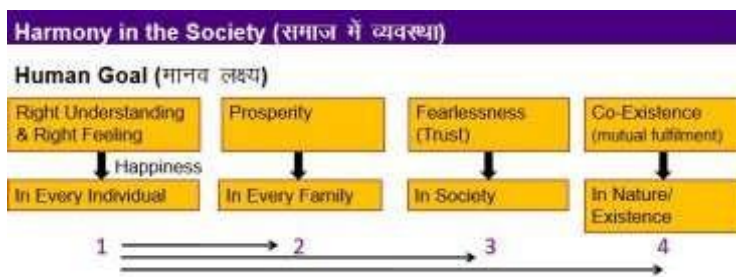 Harmony in the Society (समाज में व्यवस्था)
Human Goal (मानव लक्ष्य)
Right Understanding
& Right Feeling
Prosperity
Fearlessness
(Trust)
Co-Existence
(mutual fulfilment)
Happiness
In Every Individual
In Every Family
In Society
In Nature/
Existence
1 2 3 4